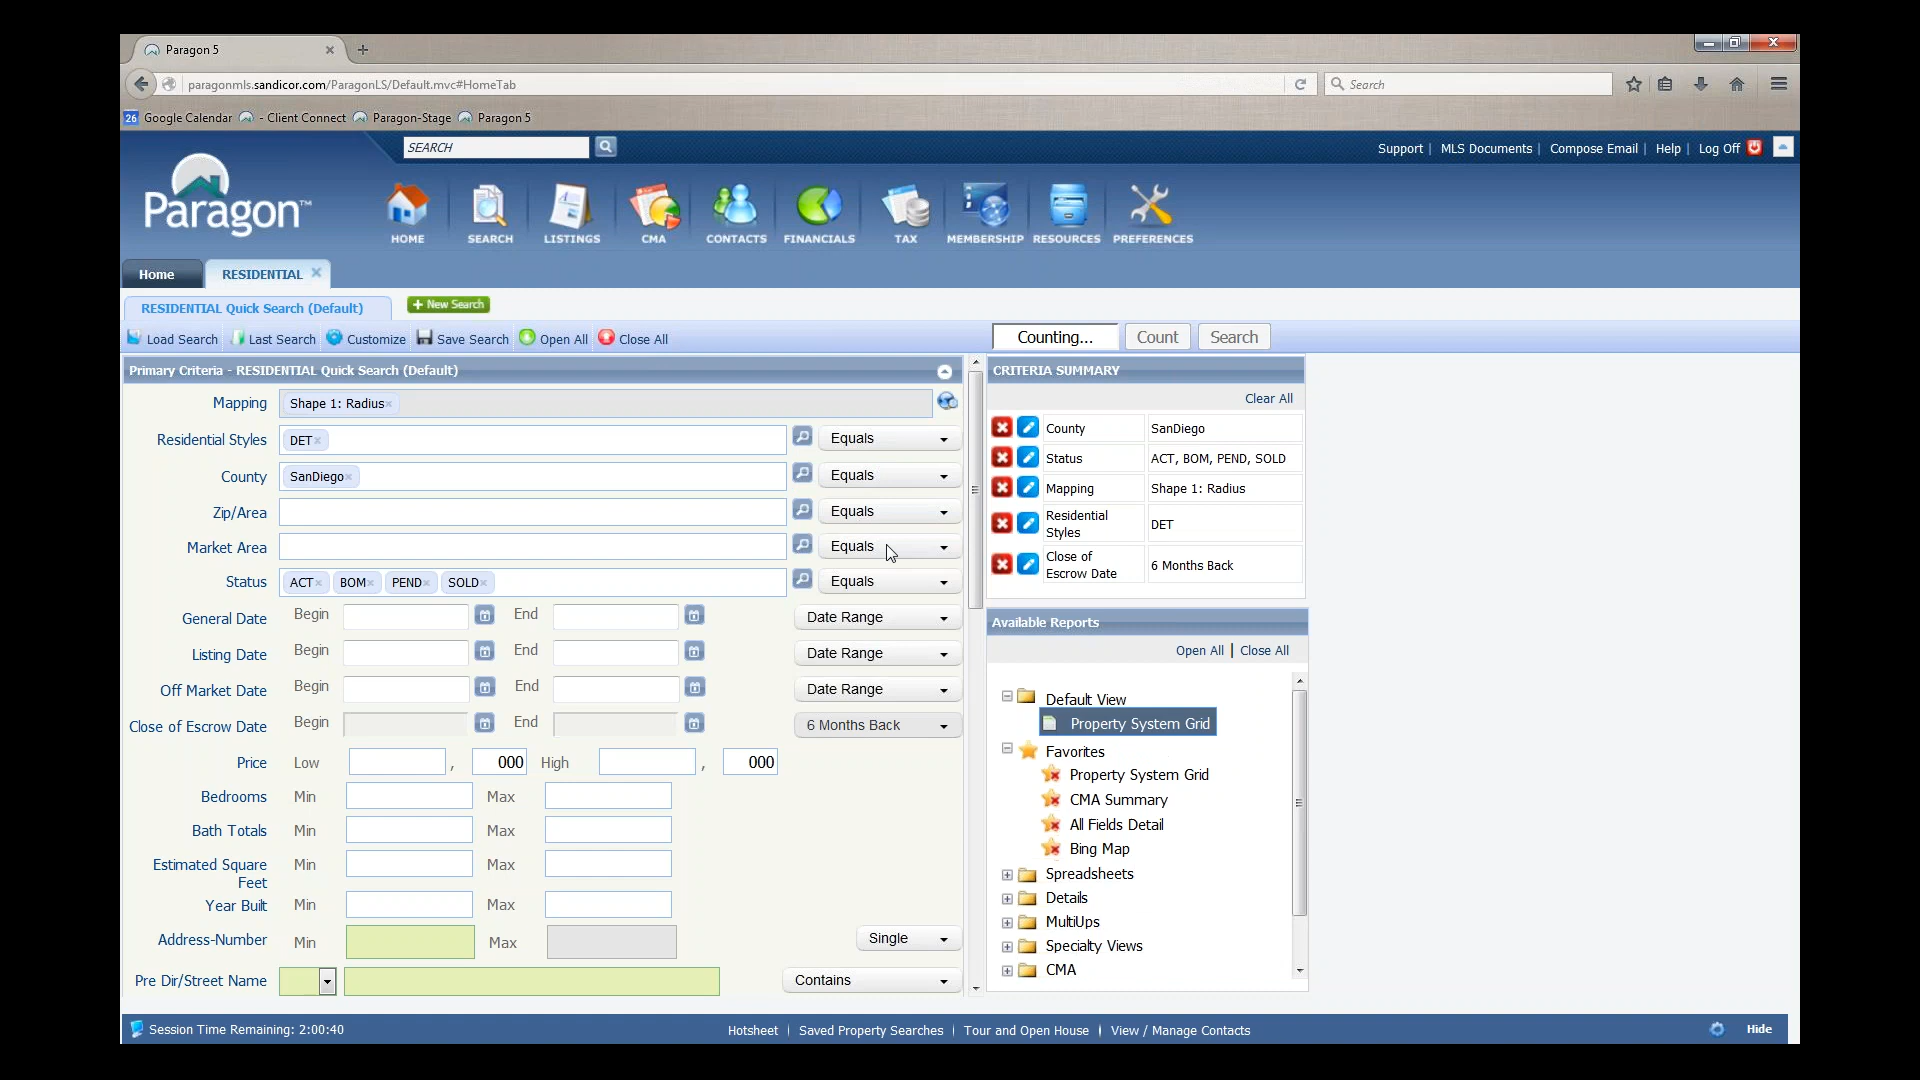 Paragon 5
paragonmls.sandicor.com/ParagonLS/Default.mvc#HomeTab
Search
26 Google Calendar - Client Connect Paragon-Stage Paragon 5
SEARCH
Support | MLS Documents | Compose Email | Help | Log Off
Paragon™
HOME SEARCH LISTINGS CMA CONTACTS FINANCIALS TAX MEMBERSHIP RESOURCES PREFERENCES
Home RESIDENTIAL
RESIDENTIAL Quick Search (Default) + New Search
Load Search Last Search Customize Save Search Open All Close All
Counting... Count Search
Primary Criteria - RESIDENTIAL Quick Search (Default)
Mapping Shape 1: Radius
Residential Styles DET Equals
County SanDiego Equals
Zip/Area Equals
Market Area Equals
Status ACT BOM PEND SOLD Equals
General Date Begin End Date Range
Listing Date Begin End Date Range
Off Market Date Begin End Date Range
Close of Escrow Date Begin End 6 Months Back
Price Low , 000 High , 000
Bedrooms Min Max
Bath Totals Min Max
Estimated Square Min Max
Feet
Year Built Min Max
Address-Number Min Max Single
Pre Dir/Street Name Contains
CRITERIA SUMMARY
Clear All
County SanDiego
Status ACT, BOM, PEND, SOLD
Mapping Shape 1: Radius
Residential
Styles DET
Close of
Escrow Date 6 Months Back
Available Reports
Open All | Close All
Default View
Property System Grid
Favorites
Property System Grid
CMA Summary
All Fields Detail
Bing Map
Spreadsheets
Details
MultiUps
Specialty Views
CMA
Session Time Remaining: 2:00:40
Hotsheet | Saved Property Searches | Tour and Open House | View / Manage Contacts
Hide